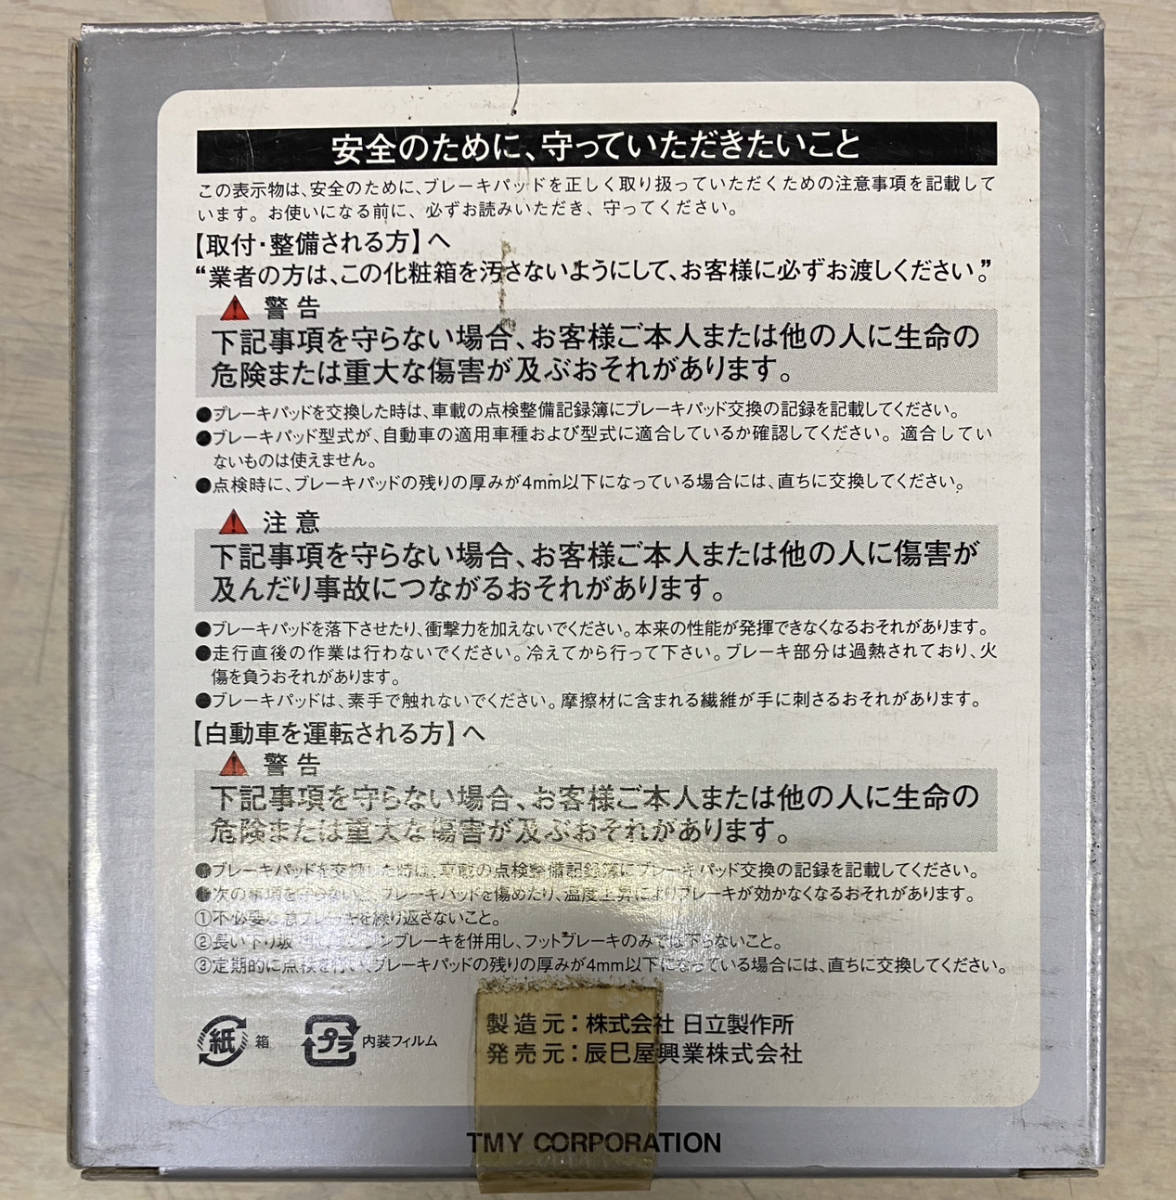 安全のために、守っていただきたいこと
この表示物は、安全のために、ブレーキパッドを正しく取り扱っていただくための注意事項を記載して
います。お使いになる前に、必ずお読みいただき、守ってください。
【取付・整備される方】へ
“業者の方は、この化粧箱を汚さないようにして、お客様に必ずお渡しください。”
警告
下記事項を守らない場合、お客様ご本人または他の人に生命の
危険または重大な傷害が及ぶおそれがあります。
●ブレーキパッドを交換した時は、車載の点検整備記録簿にブレーキパッド交換の記録を記載してください。
●ブレーキパッド型式が、自動車の適用車種および型式に適合しているか確認してください。適合してい
ないものは使えません。
●点検時に、ブレーキパッドの残りの厚みが4mm以下になっている場合には、直ちに交換してください。
注意
下記事項を守らない場合、お客様ご本人または他の人に傷害が
及んだり事故につながるおそれがあります。
●ブレーキパッドを落下させたり、衝撃力を加えないでください。本来の性能が発揮できなくなるおそれがあります。
●走行直後の作業は行わないでください。冷えてから行って下さい。ブレーキ部分は過熱されており、火
傷を負うおそれがあります。
●ブレーキパッドは、素手で触れないでください。摩擦材に含まれる繊維が手に刺さるおそれがあります。
【自動車を運転される方】へ
警告
下記事項を守らない場合、お客様ご本人または他の人に生命の
危険または重大な傷害が及ぶおそれがあります。
●ブレーキパッドを交換した時は、車載の点検整備記録簿にブレーキパッド交換の記録を記載してください。
●次の事項を守らないと、ブレーキパッドを傷めたり、温度上昇によりブレーキが効かなくなるおそれがあります。
①不必要な急ブレーキを繰り返さないこと。
②長い下り坂ブレーキを併用し、フットブレーキのみでは下らないこと。
③定期的に点検を行い、ブレーキパッドの残りの厚みが4mm以下になっている場合には、直ちに交換してください。
紙 箱 プラ 内装フィルム
製造元：株式会社 日立製作所
発売元：辰巳屋興業株式会社
TMY CORPORATION